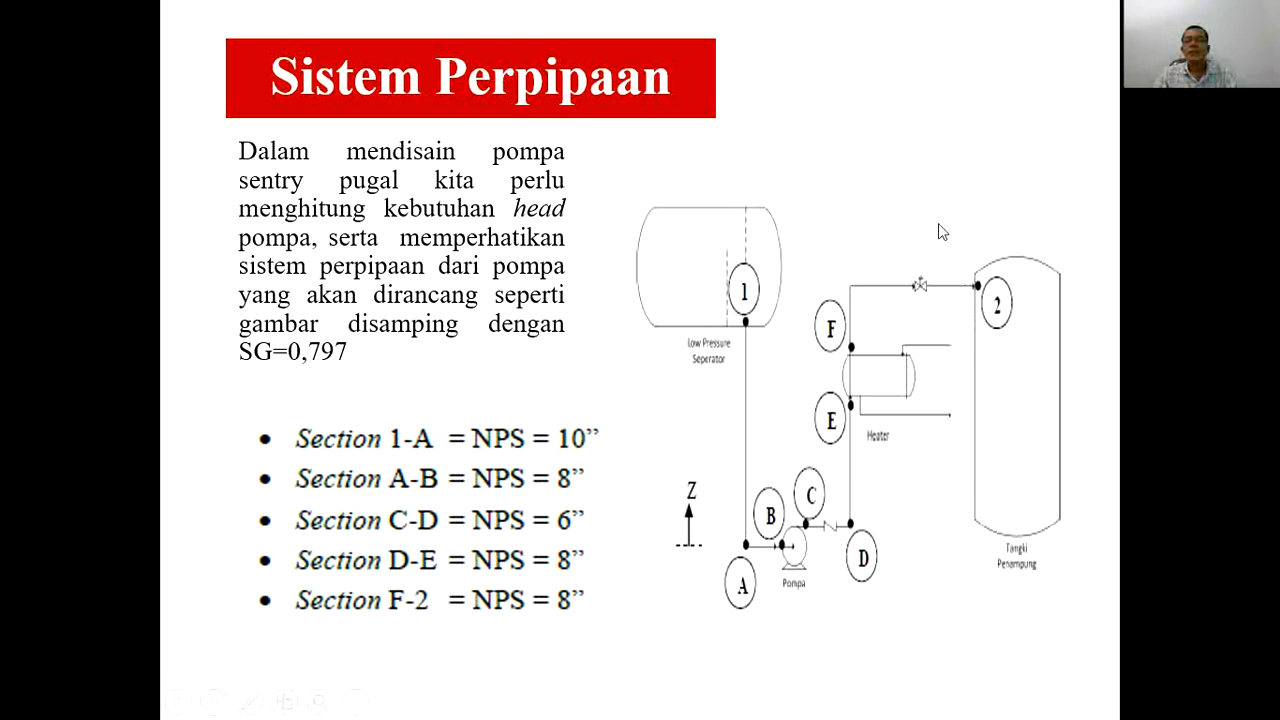 Sistem Perpipaan
Dalam mendisain pompa
sentry pugal kita perlu
menghitung kebutuhan head
pompa, serta memperhatikan
sistem perpipaan dari pompa
yang akan dirancang seperti
gambar disamping dengan
SG=0,797
• Section 1-A = NPS = 10”
• Section A-B = NPS = 8”
• Section C-D = NPS = 6”
• Section D-E = NPS = 8”
• Section F-2 = NPS = 8”
1
Low Pressure
Seperator
F
2
E
Heater
Z
C
B
D
A
Pompa
Tangki
Penampung